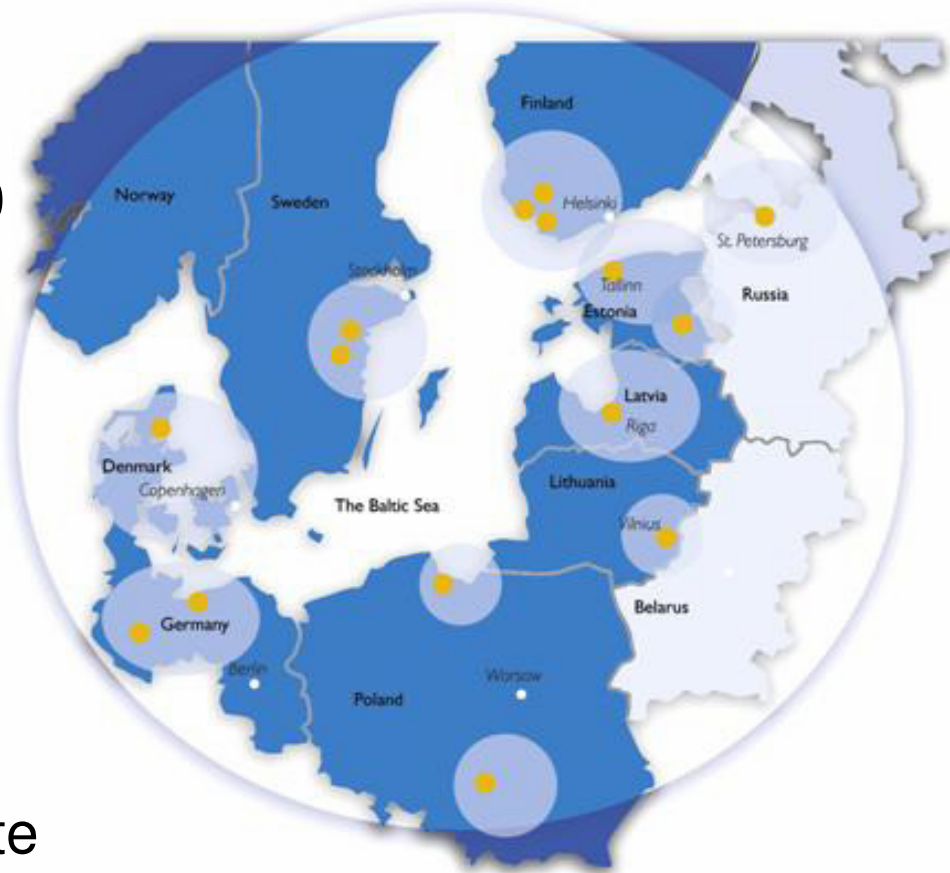 Finland
)
Norway
Sweden
Helsinki
St. Petersburg
Stockholm
Tallinn
Russia
Estonia
Latvia
Riga
Denmark
Lithuania
Copenhagen
The Baltic Sea
Vilnius
Belarus
Germany
Berlin
Warsaw
Poland
te